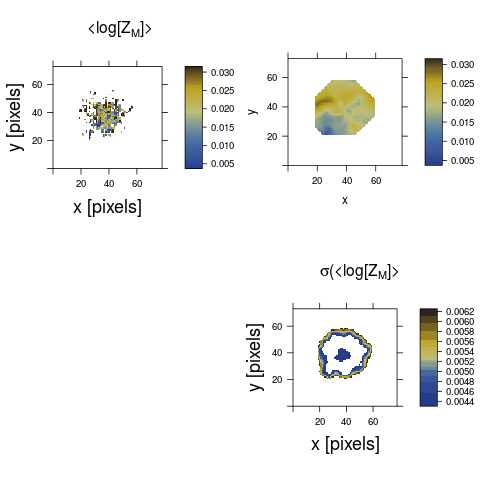 <log[Z_M]>
60
40
20
20 40 60
x [pixels]
y [pixels]
0.030
0.025
0.020
0.015
0.010
0.005
60
40
20
20 40 60
x
y
0.030
0.025
0.020
0.015
0.010
0.005
σ(<log[Z_M]>
60
40
20
20 40 60
x [pixels]
y [pixels]
0.0062
0.0060
0.0058
0.0056
0.0054
0.0052
0.0050
0.0048
0.0046
0.0044